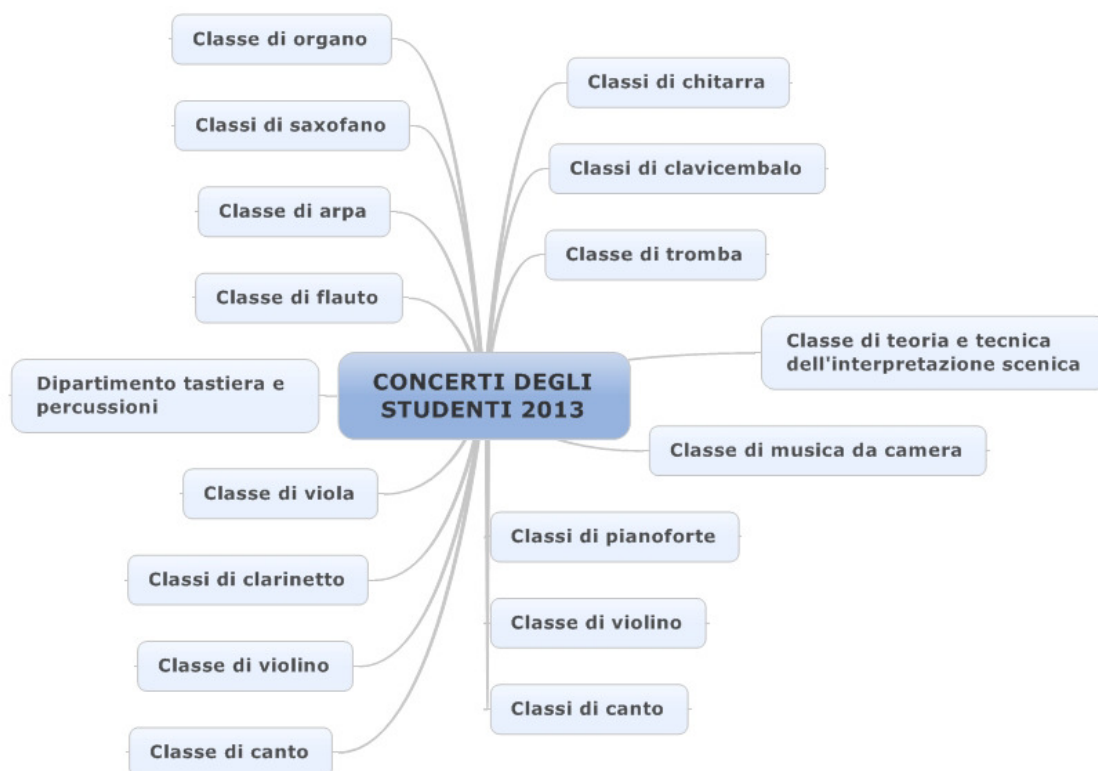 Classe di organo
Classi di saxofano
Classe di arpa
Classe di flauto
Dipartimento tastiera e
percussioni
Classe di viola
Classi di clarinetto
Classe di violino
Classe di canto
CONCERTI DEGLI
STUDENTI 2013
Classi di chitarra
Classi di clavicembalo
Classe di tromba
Classe di teoria e tecnica
dell'interpretazione scenica
Classe di musica da camera
Classi di pianoforte
Classe di violino
Classi di canto